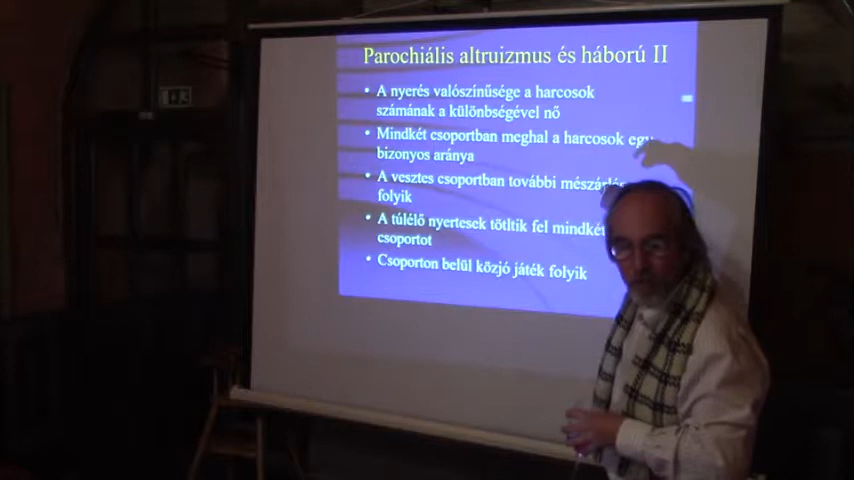 Parochiális altruizmus és háború II
• A nyerés valószínűsége a harcosok
számának a különbségével nő
• Mindkét csoportban meghal a harcosok egy
bizonyos aránya
• A vesztes csoportban további mészárlás
folyik
• A túlélő nyertesek töltik fel mindkét
csoportot
• Csoporton belül közjó játék folyik